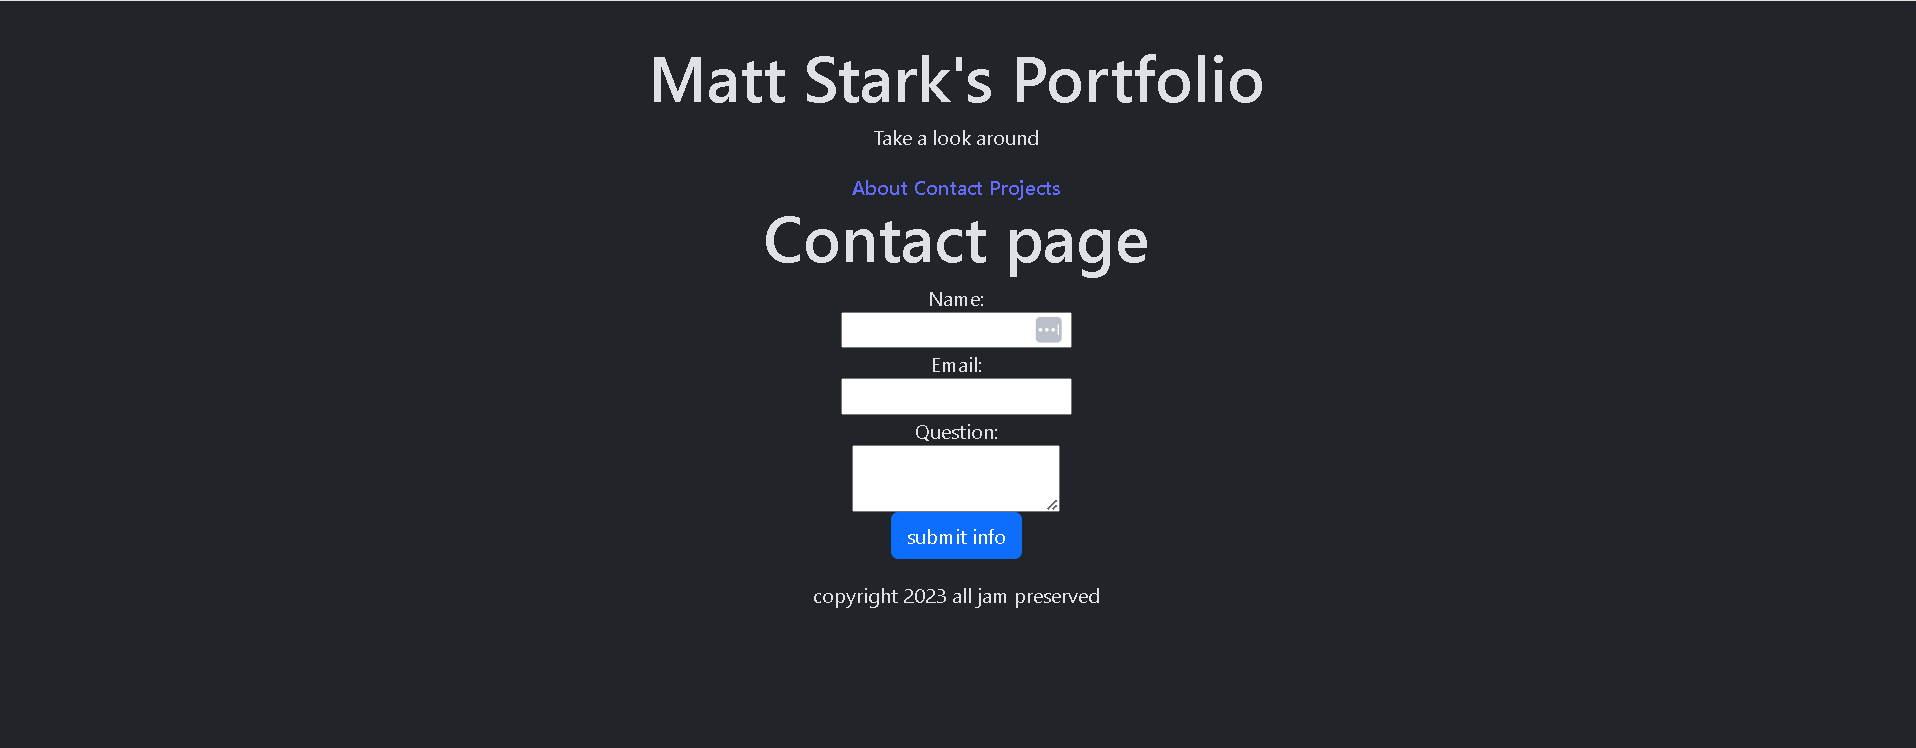 Matt Stark's Portfolio
Take a look around
About Contact Projects
Contact page
Name:
Email:
Question:
submit info
copyright 2023 all jam preserved